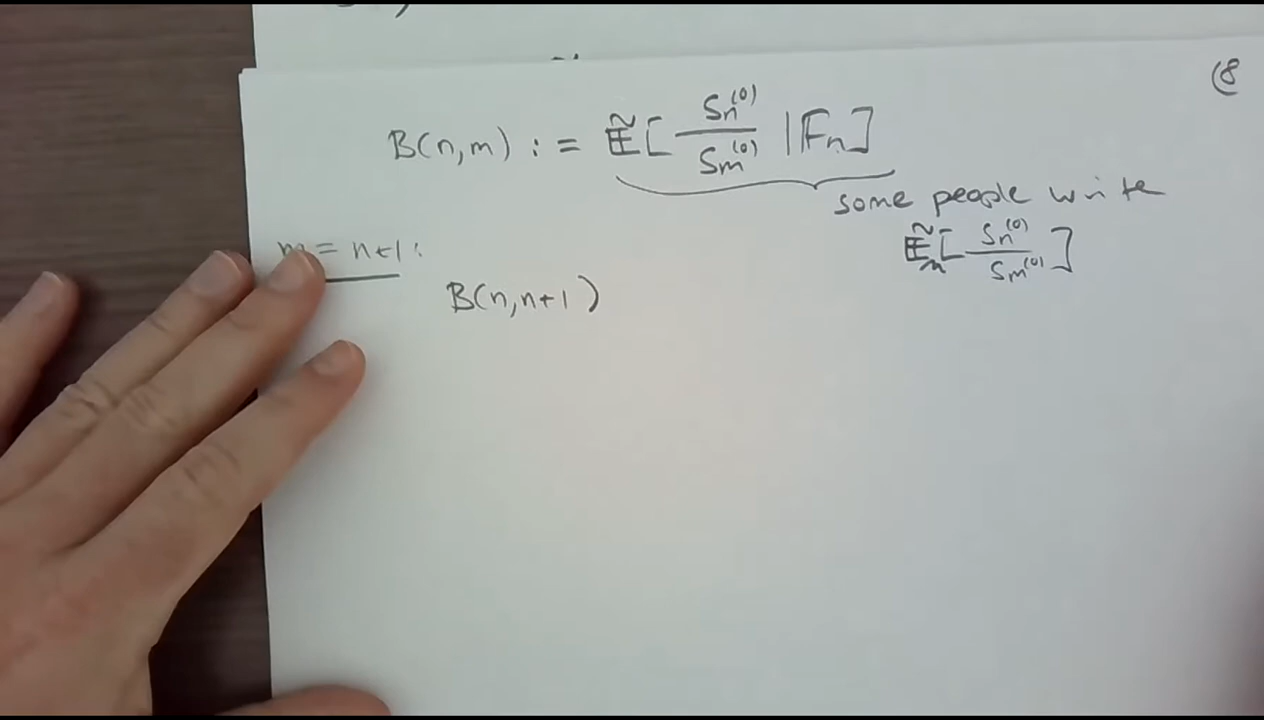 (8
B(n,m) := Ẽ[ Sn^(0) / Sm^(0) | Fn ]
some people write
m = n+1:
Ẽn[ Sn^(0) / Sm^(0) ]
B(n,n+1)